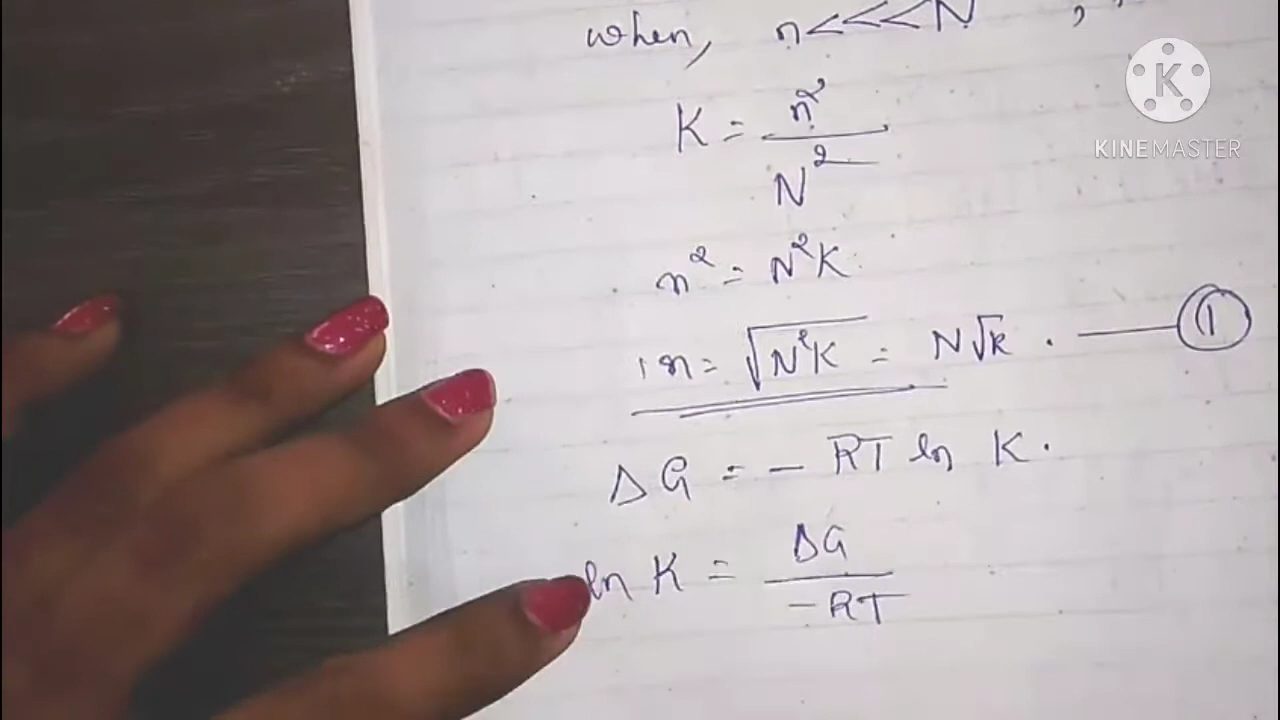 when, n<<<N , ,
K
KINEMASTER
K = n²/N²
n² = N²K.
n = √N²K = N√K . — ①
ΔG = - RT ln K.
ln K = ΔG/-RT